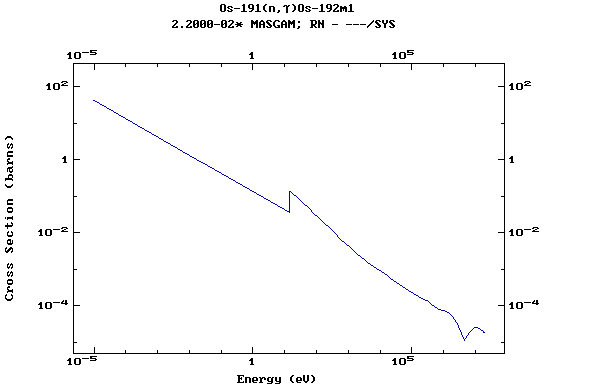 Os-191(n,γ)Os-192m1
2.2000-02* MASGAM; RN - ---/SYS
10-5 1 105
102 102
1 1
10-2 10-2
10-4 10-4
10-5 1 105
Cross Section (barns)
Energy (eV)